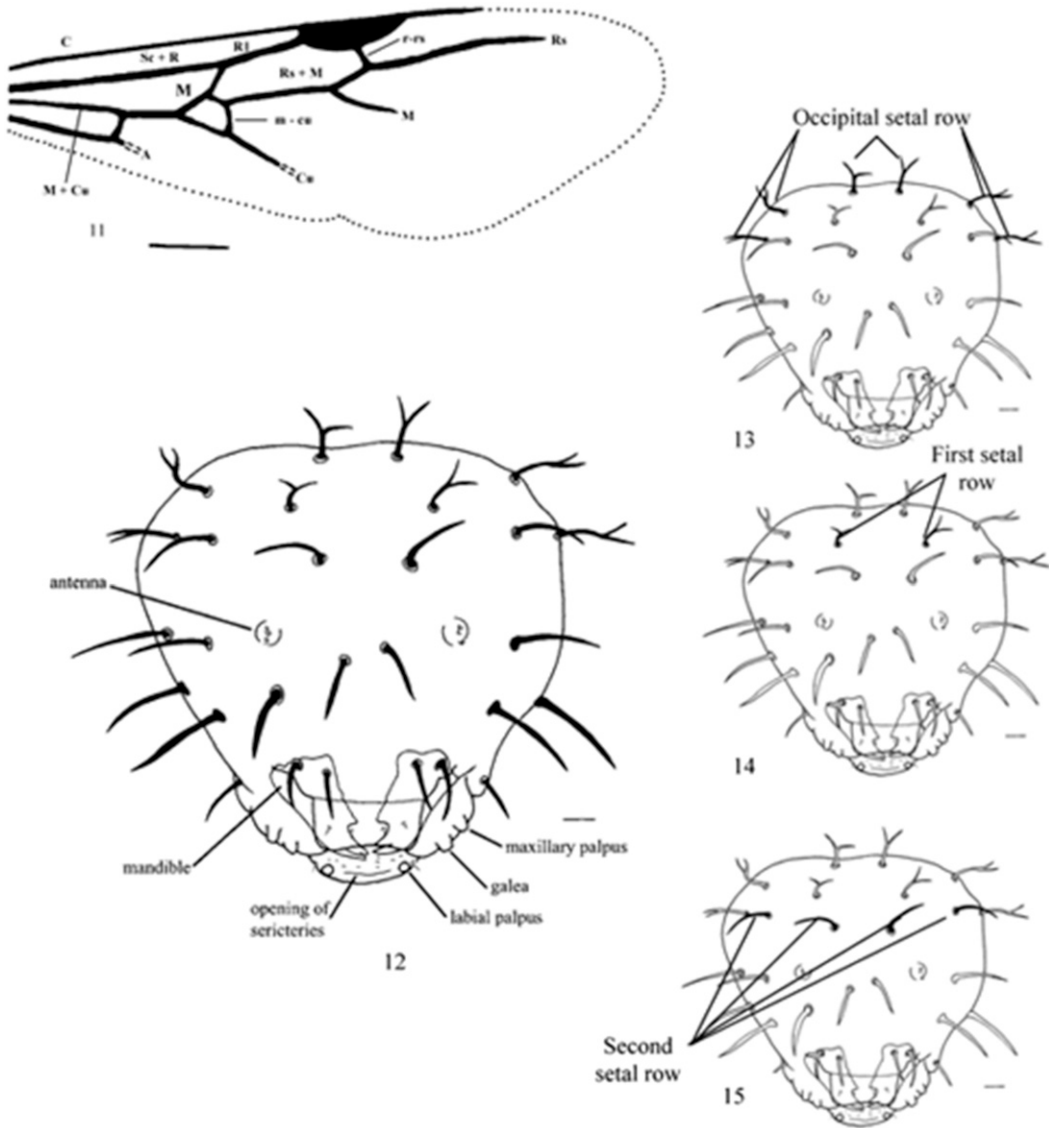 C
Sc + R
R1
r-rs
Rs
Rs + M
M
M
m - cu
A
Cu
M + Cu
11
Occipital setal row
13
First setal
row
14
antenna
mandible
maxillary palpus
galea
opening of
sericteries
labial palpus
12
Second
setal row
15